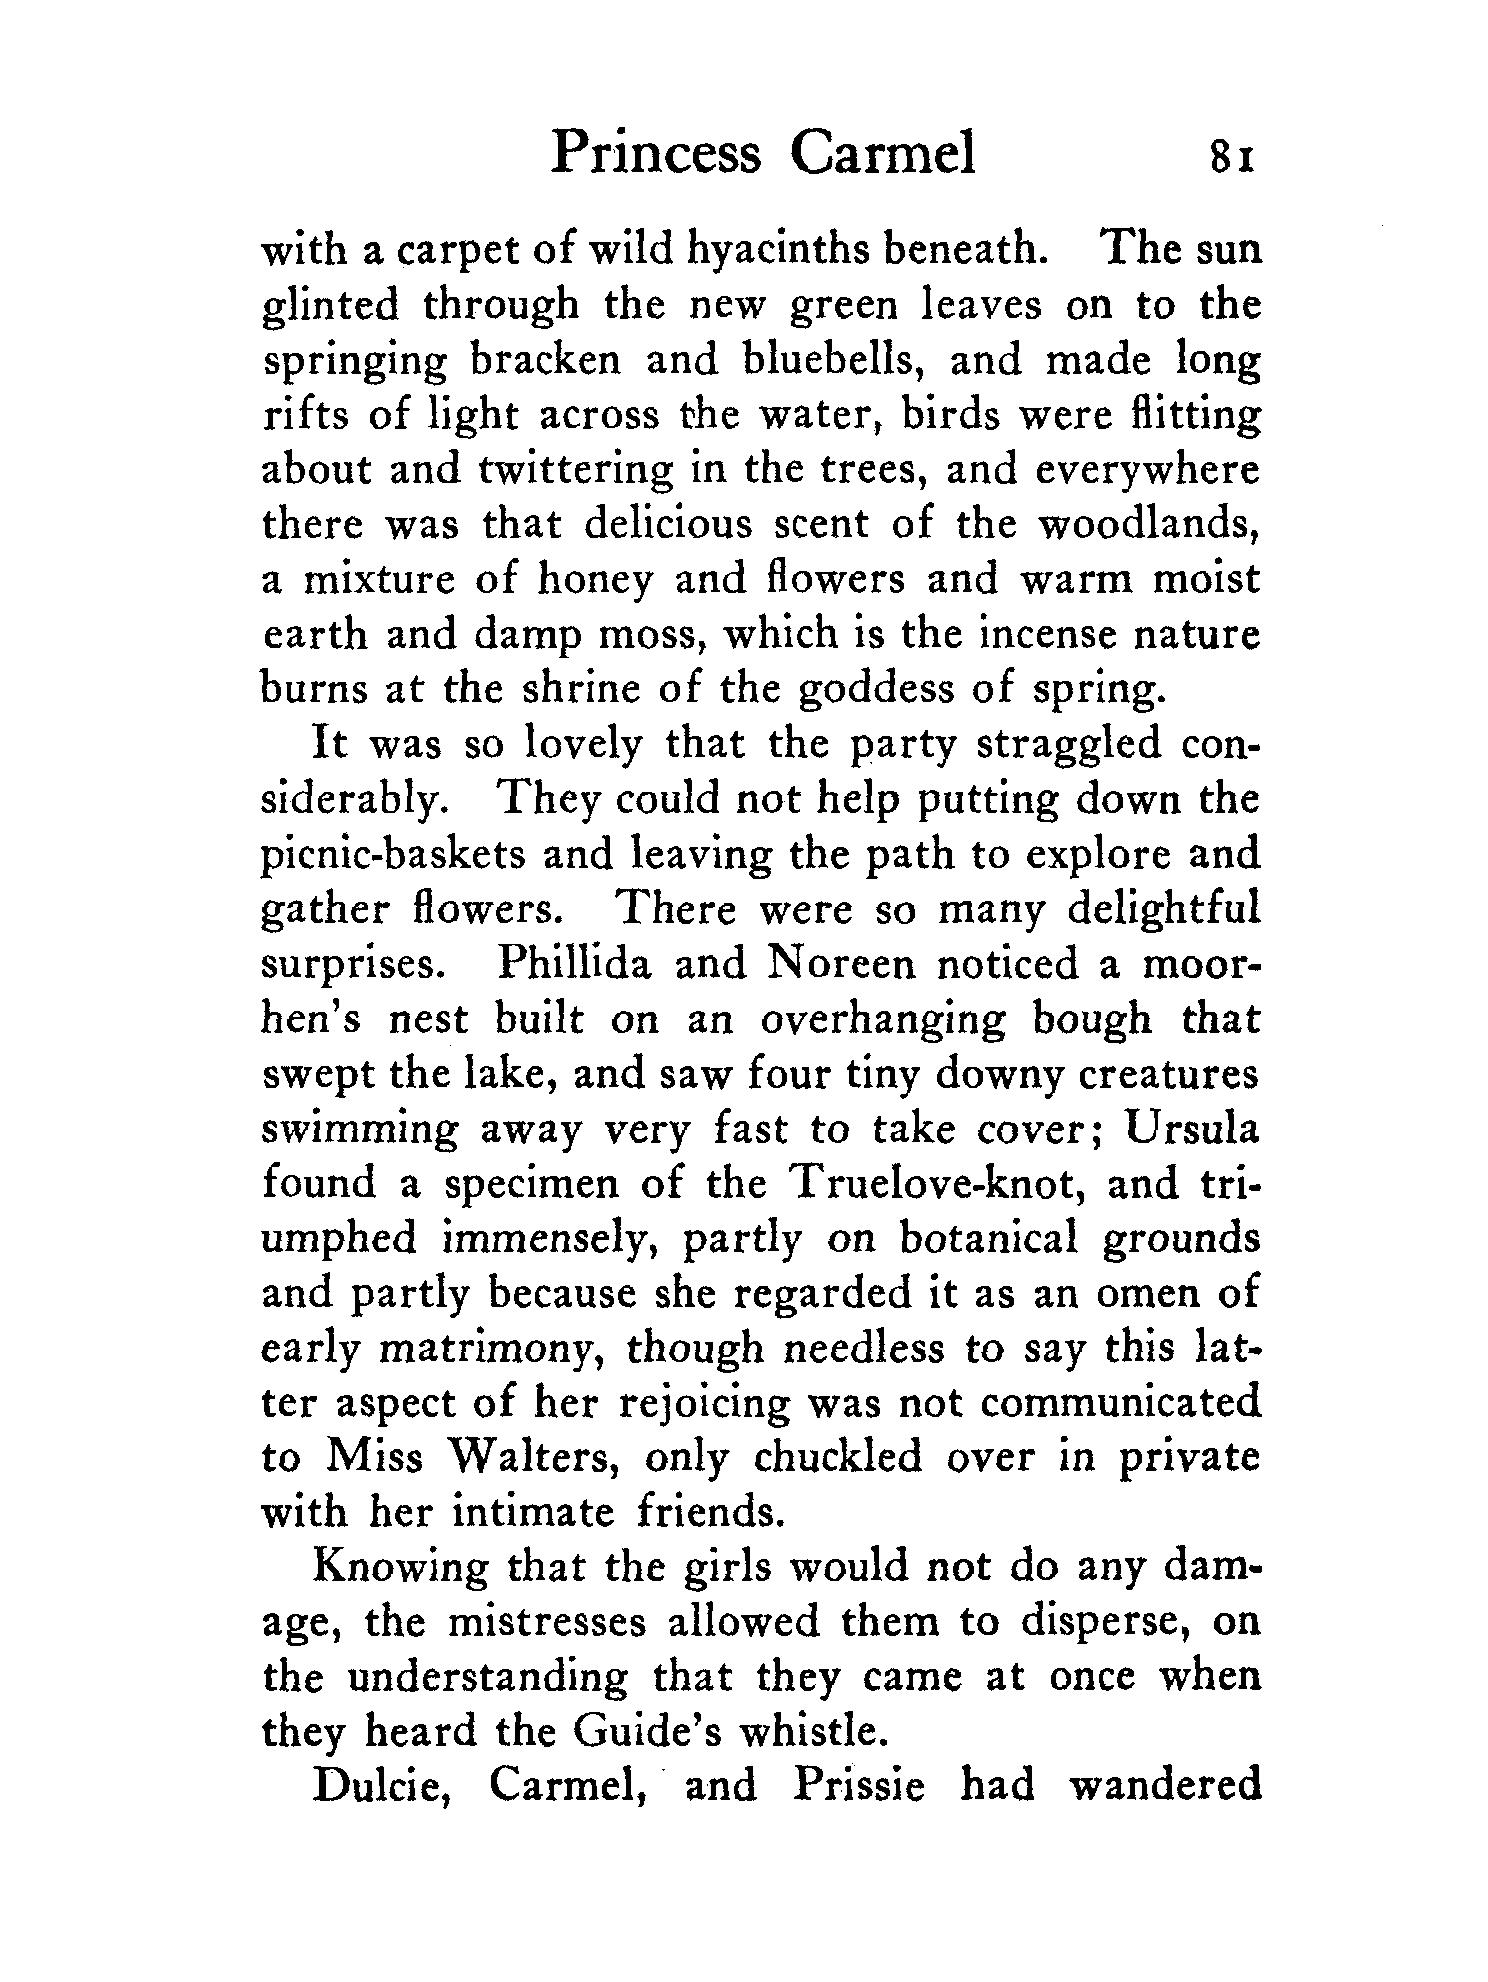 Princess Carmel 81
with a carpet of wild hyacinths beneath. The sun
glinted through the new green leaves on to the
springing bracken and bluebells, and made long
rifts of light across the water, birds were flitting
about and twittering in the trees, and everywhere
there was that delicious scent of the woodlands,
a mixture of honey and flowers and warm moist
earth and damp moss, which is the incense nature
burns at the shrine of the goddess of spring.
It was so lovely that the party straggled con-
siderably. They could not help putting down the
picnic-baskets and leaving the path to explore and
gather flowers. There were so many delightful
surprises. Phillida and Noreen noticed a moor-
hen's nest built on an overhanging bough that
swept the lake, and saw four tiny downy creatures
swimming away very fast to take cover; Ursula
found a specimen of the Truelove-knot, and tri-
umphed immensely, partly on botanical grounds
and partly because she regarded it as an omen of
early matrimony, though needless to say this lat-
ter aspect of her rejoicing was not communicated
to Miss Walters, only chuckled over in private
with her intimate friends.
Knowing that the girls would not do any dam-
age, the mistresses allowed them to disperse, on
the understanding that they came at once when
they heard the Guide's whistle.
Dulcie, Carmel, and Prissie had wandered